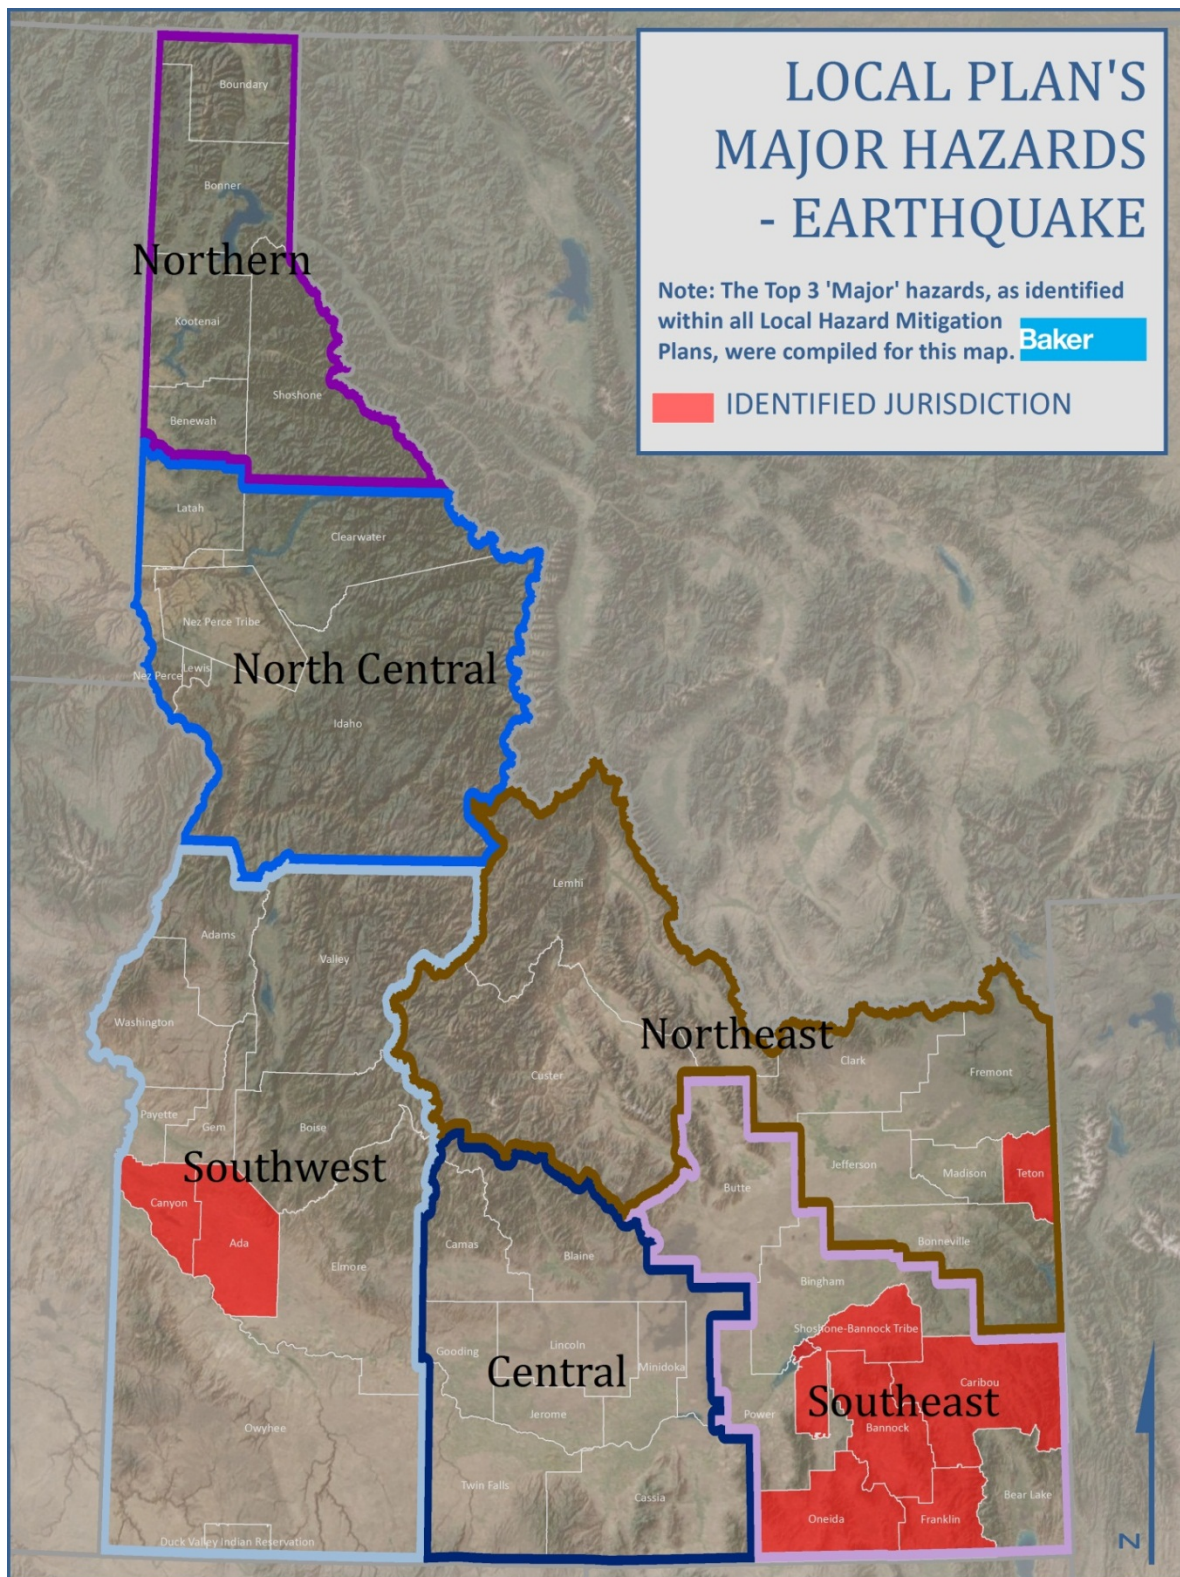 LOCAL PLAN'S
MAJOR HAZARDS
- EARTHQUAKE
Note: The Top 3 'Major' hazards, as identified
within all Local Hazard Mitigation
Plans, were compiled for this map.
Baker
IDENTIFIED JURISDICTION
Boundary
Bonner
Northern
Kootenai
Shoshone
Benewah
Latah
Clearwater
Nez Perce Tribe
Lewis
Nez Perce
North Central
Idaho
Lemhi
Adams
Valley
Washington
Northeast
Clark
Fremont
Custer
Payette
Gem
Boise
Southwest
Jefferson
Madison
Teton
Butte
Canyon
Ada
Elmore
Camas
Blaine
Bonneville
Bingham
Shoshone-Bannock Tribe
Gooding
Lincoln
Minidoka
Central
Caribou
Southeast
Jerome
Power
Bannock
Owyhee
Twin Falls
Cassia
Bear Lake
Oneida
Franklin
Duck Valley Indian Reservation
N